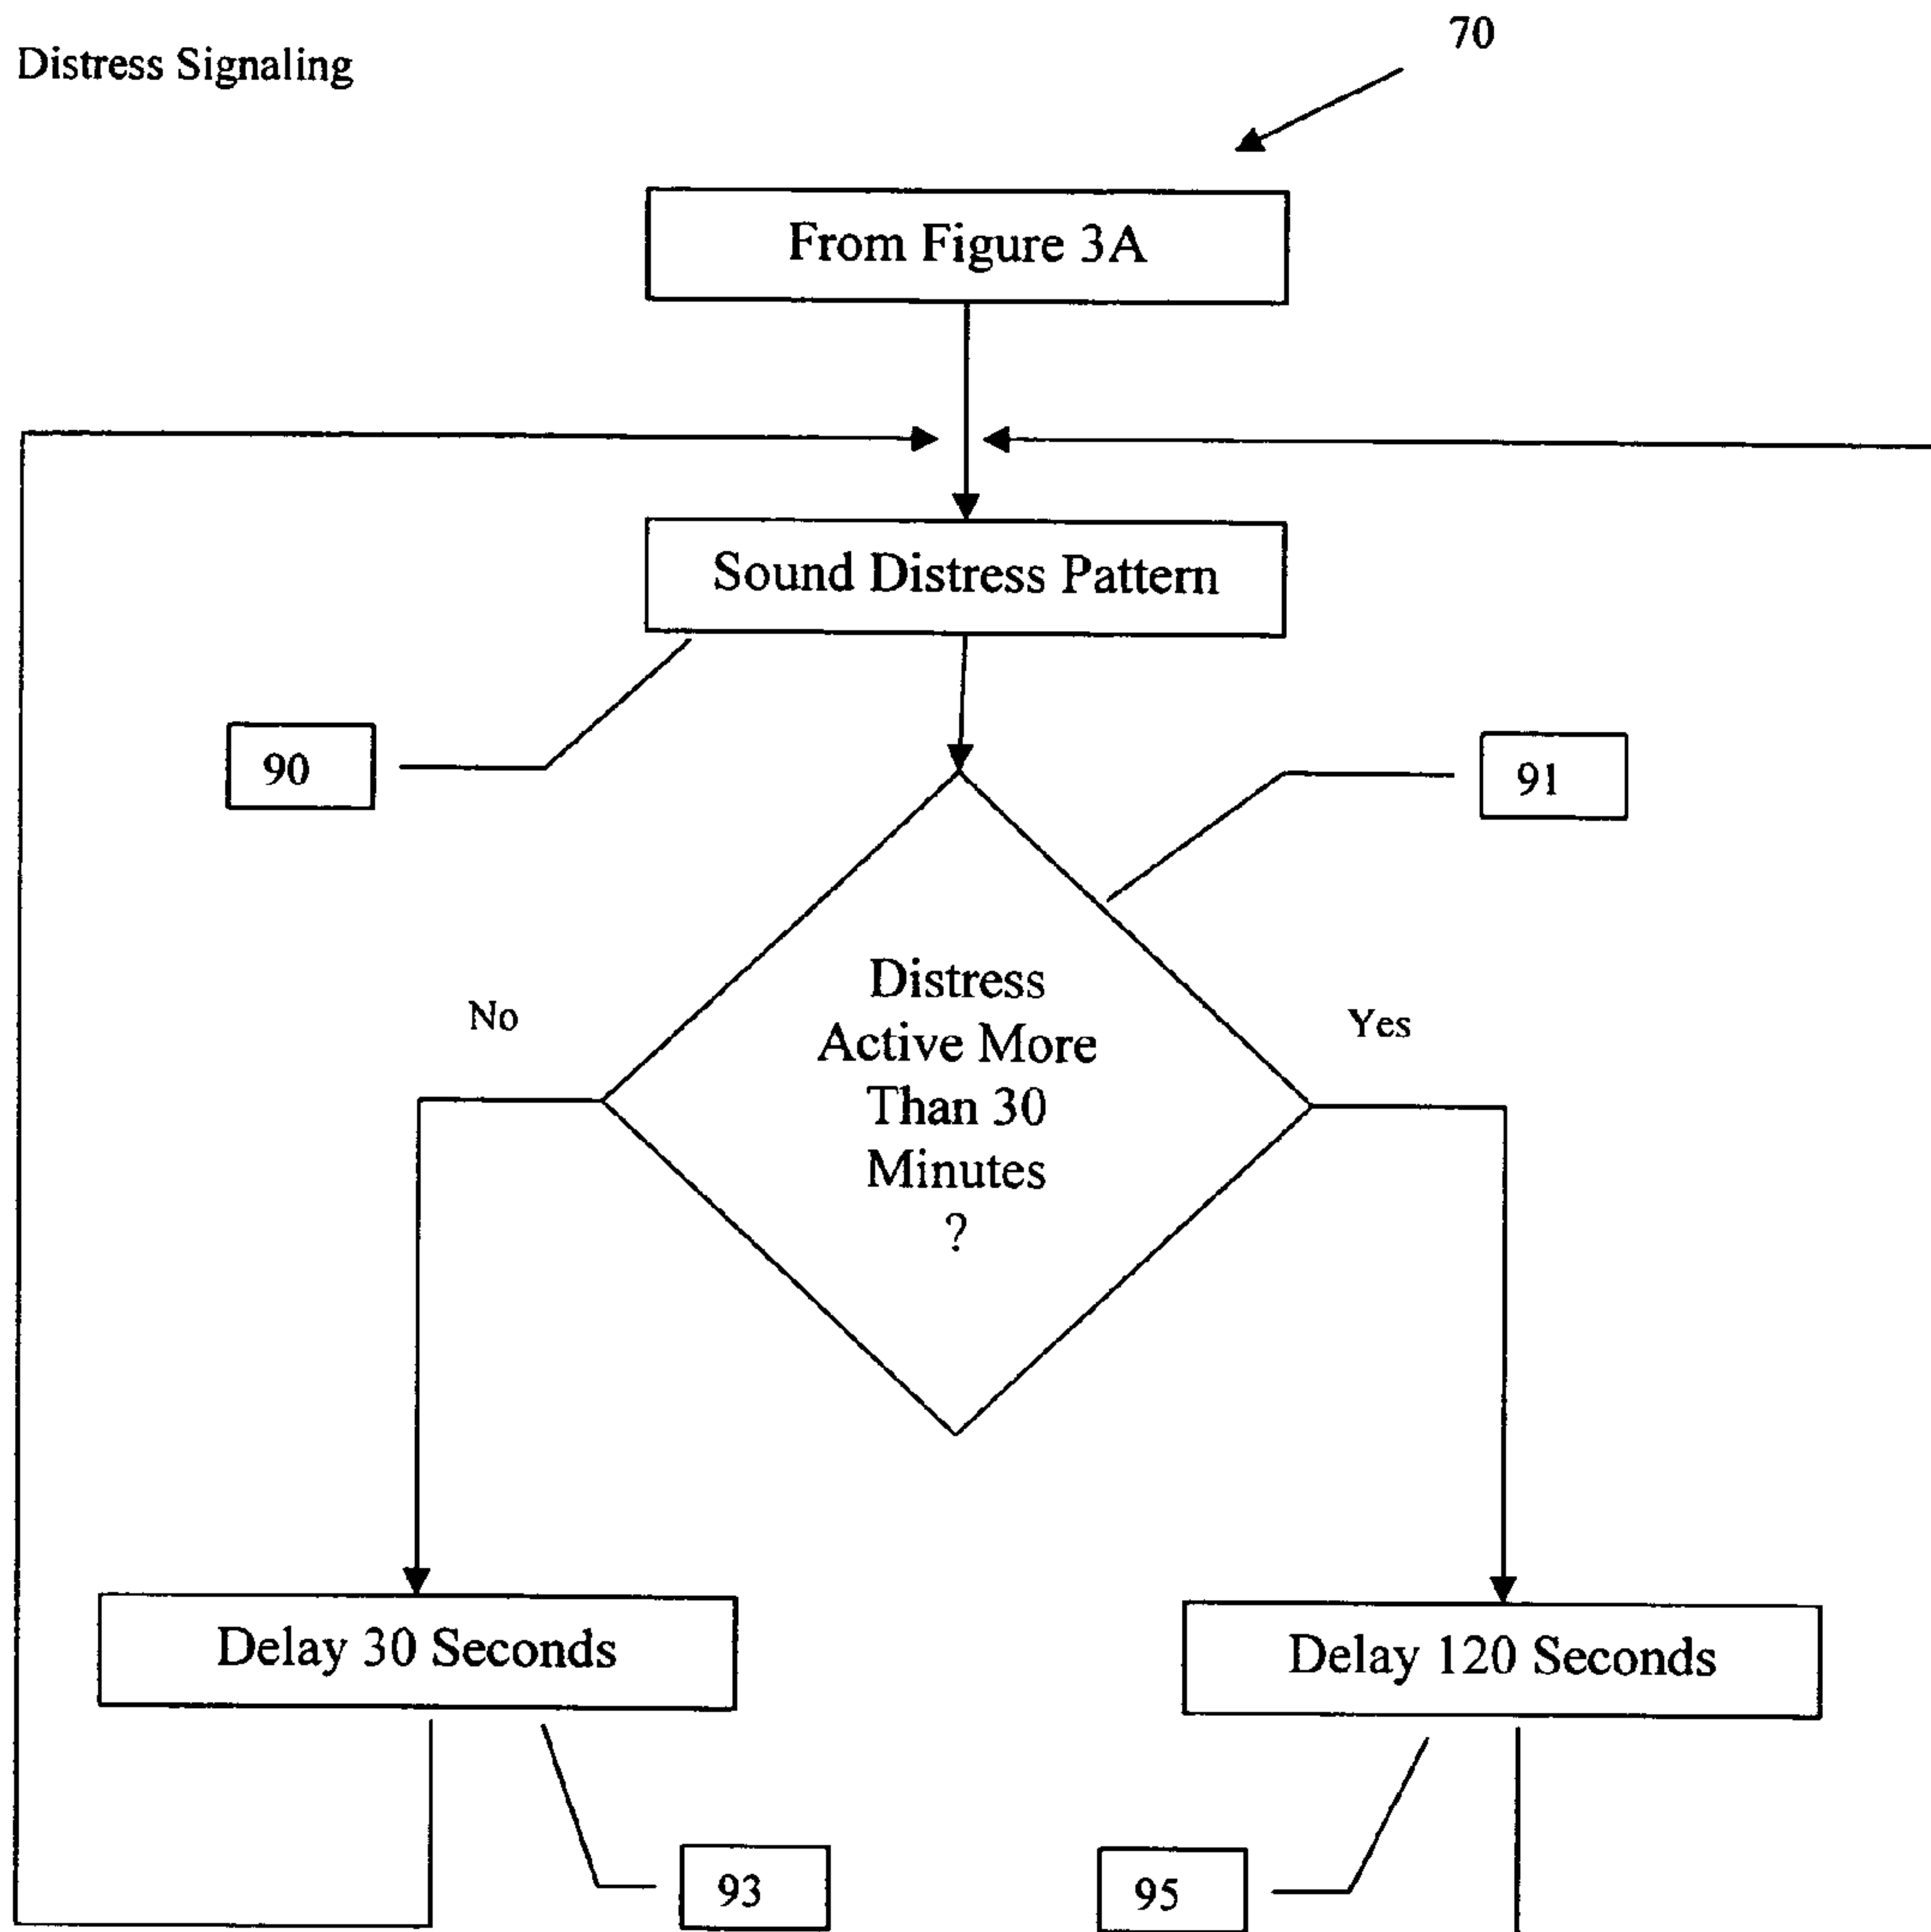 70
Distress Signaling
From Figure 3A
Sound Distress Pattern
90
91
Distress
Active More
Than 30
Minutes
?
No
Yes
Delay 30 Seconds
Delay 120 Seconds
93
95